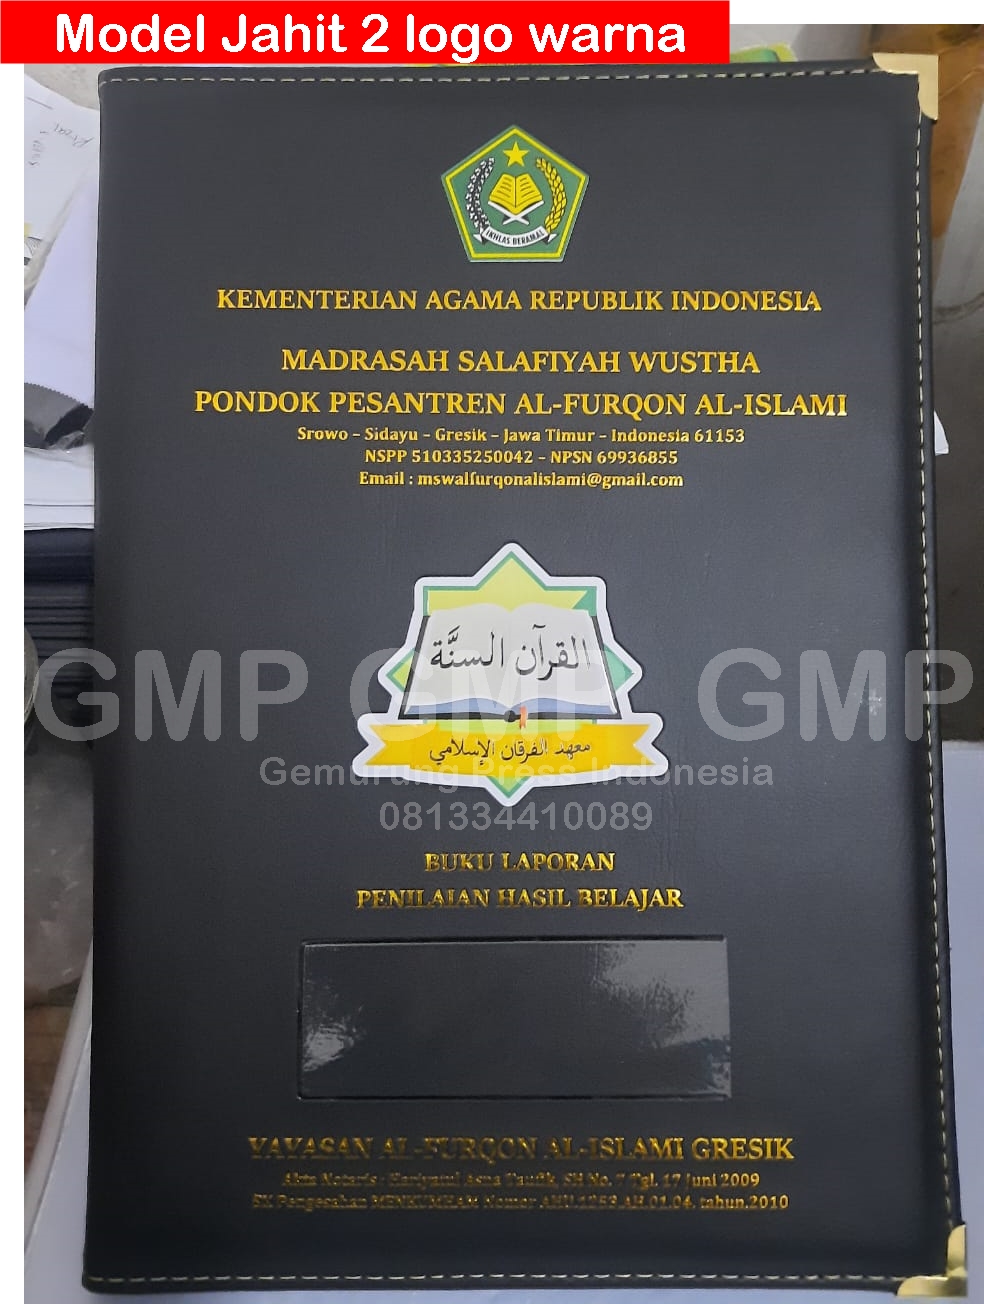 Model Jahit 2 logo warna
IKHLAS BERAMAL
KEMENTERIAN AGAMA REPUBLIK INDONESIA
MADRASAH SALAFIYAH WUSTHA
PONDOK PESANTREN AL-FURQON AL-ISLAMI
Srowo - Sidayu - Gresik - Jawa Timur - Indonesia 61153
NSPP 510335250042 - NPSN 69936855
Email : mswalfurqonalislami@gmail.com
القرآن السنَّة
GMP GMP GMP
معهد الفرقان الإسلامي
Gemurang Press Indonesia
081334410089
BUKU LAPORAN
PENILAIAN HASIL BELAJAR
YAYASAN AL-FURQON AL-ISLAMI GRESIK
Akte Notaris : Hariyatul Asna Taufik, SH No. 7 Tgl. 17 Juni 2009
SK Pengesahan MENKUMHAM Nomor AHU.1253.AH.01.04. tahun.2010